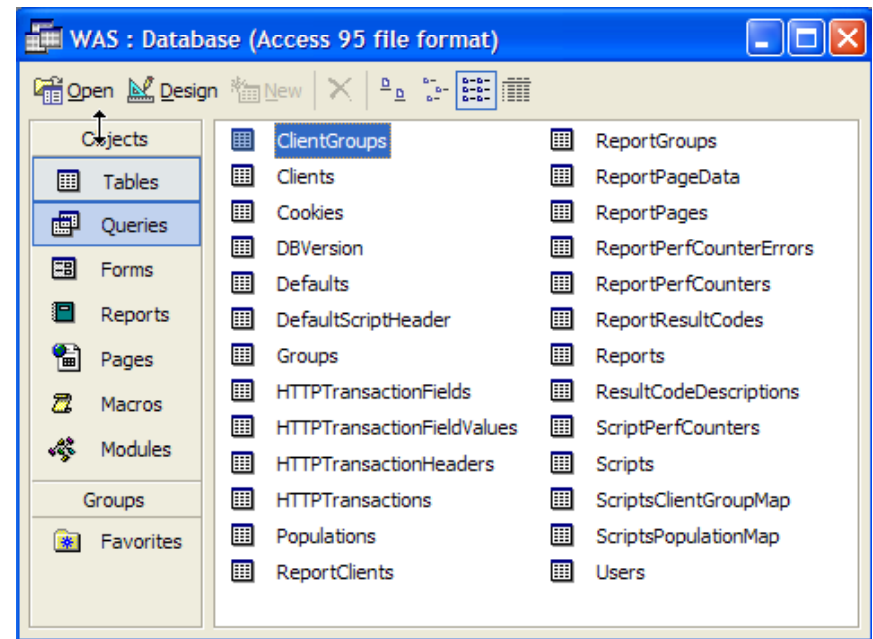 WAS : Database (Access 95 file format)
Open Design New
Objects
Tables
Queries
Forms
Reports
Pages
Macros
Modules
Groups
Favorites
ClientGroups
Clients
Cookies
DBVersion
Defaults
DefaultScriptHeader
Groups
HTTPTransactionFields
HTTPTransactionFieldValues
HTTPTransactionHeaders
HTTPTransactions
Populations
ReportClients
ReportGroups
ReportPageData
ReportPages
ReportPerfCounterErrors
ReportPerfCounters
ReportResultCodes
Reports
ResultCodeDescriptions
ScriptPerfCounters
Scripts
ScriptsClientGroupMap
ScriptsPopulationMap
Users